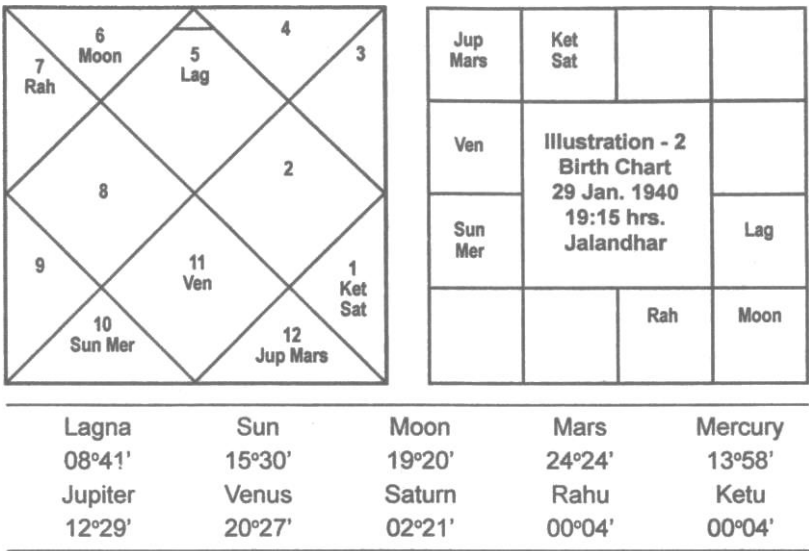 6
Moon
5
Lag
4
3
7
Rah
8
2
9
11
Ven
1
Ket
Sat
10
Sun Mer
12
Jup Mars
Jup
Mars
Ket
Sat
Ven
Illustration - 2
Birth Chart
29 Jan. 1940
19:15 hrs.
Jalandhar
Sun
Mer
Lag
Rah
Moon
Lagna Sun Moon Mars Mercury
08°41' 15°30' 19°20' 24°24' 13°58'
Jupiter Venus Saturn Rahu Ketu
12°29' 20°27' 02°21' 00°04' 00°04'